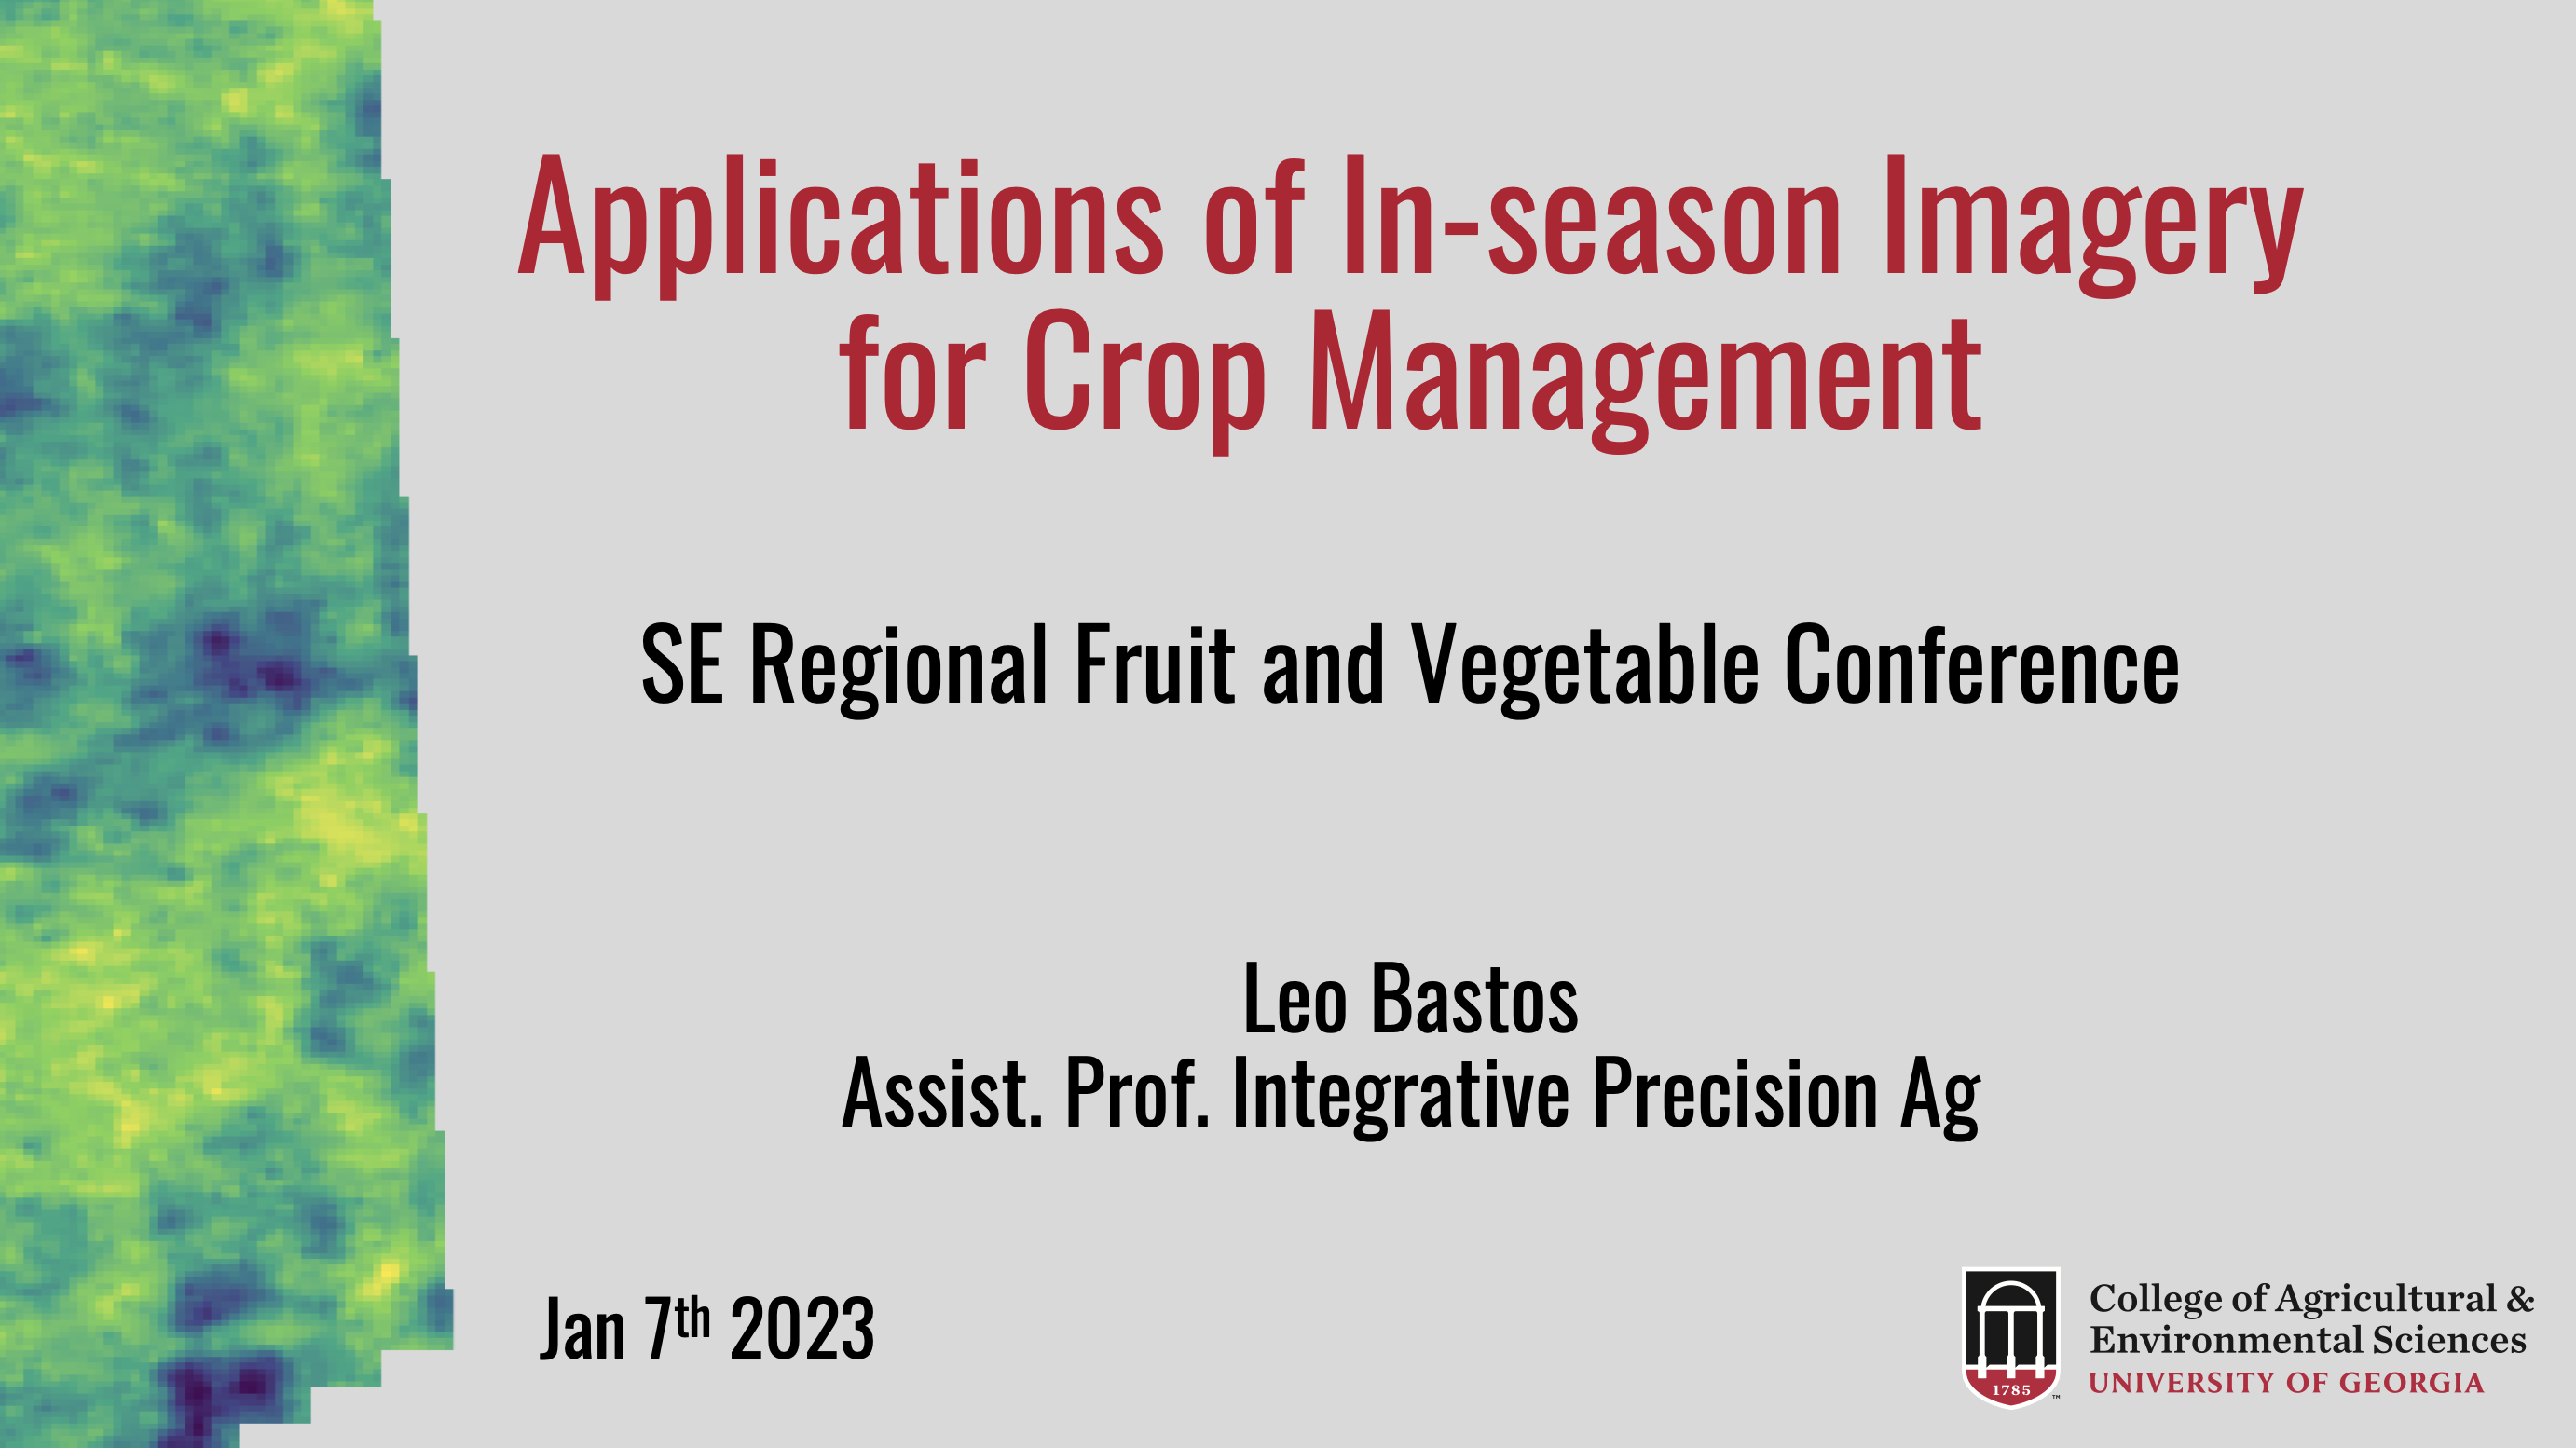 Applications of In-season Imagery
for Crop Management
SE Regional Fruit and Vegetable Conference
Leo Bastos
Assist. Prof. Integrative Precision Ag
Jan 7th 2023
College of Agricultural &
Environmental Sciences
UNIVERSITY OF GEORGIA
1785
TM